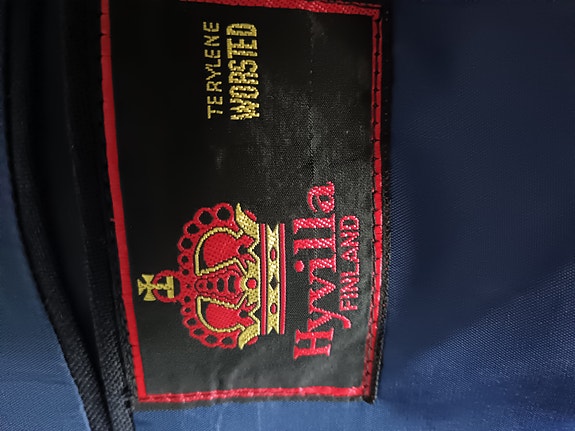 TERYLENE
WORSTED
Hyvilla
FINLAND